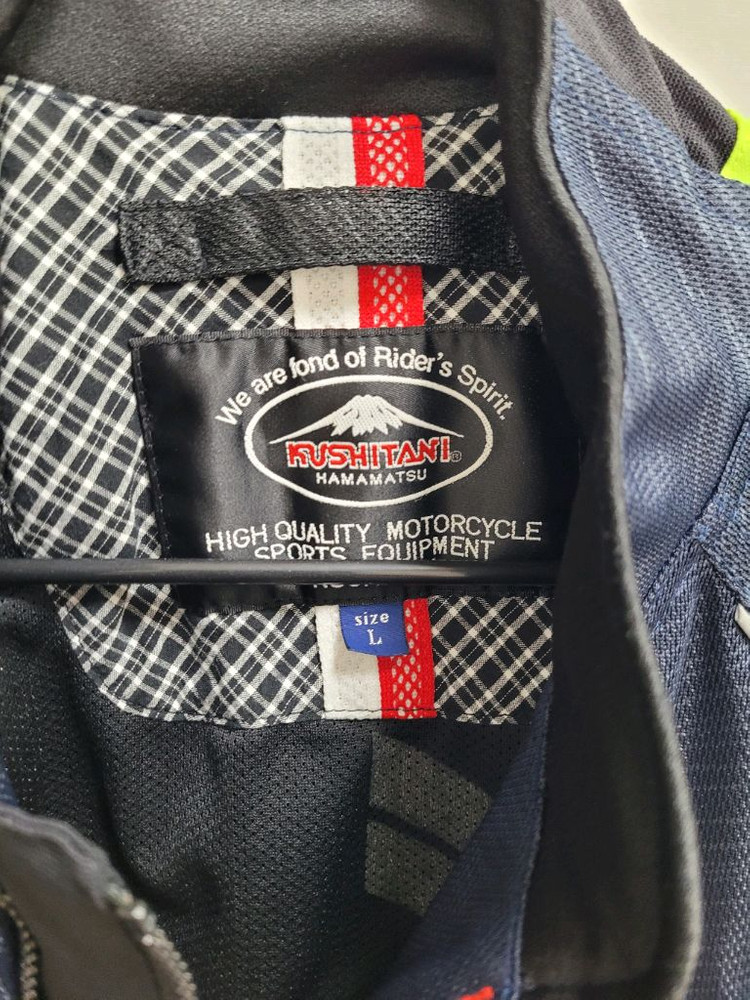 We are fond of Rider's Spirit.
KUSHITANI®
HAMAMATSU
HIGH QUALITY MOTORCYCLE
SPORTS EQUIPMENT
size
L